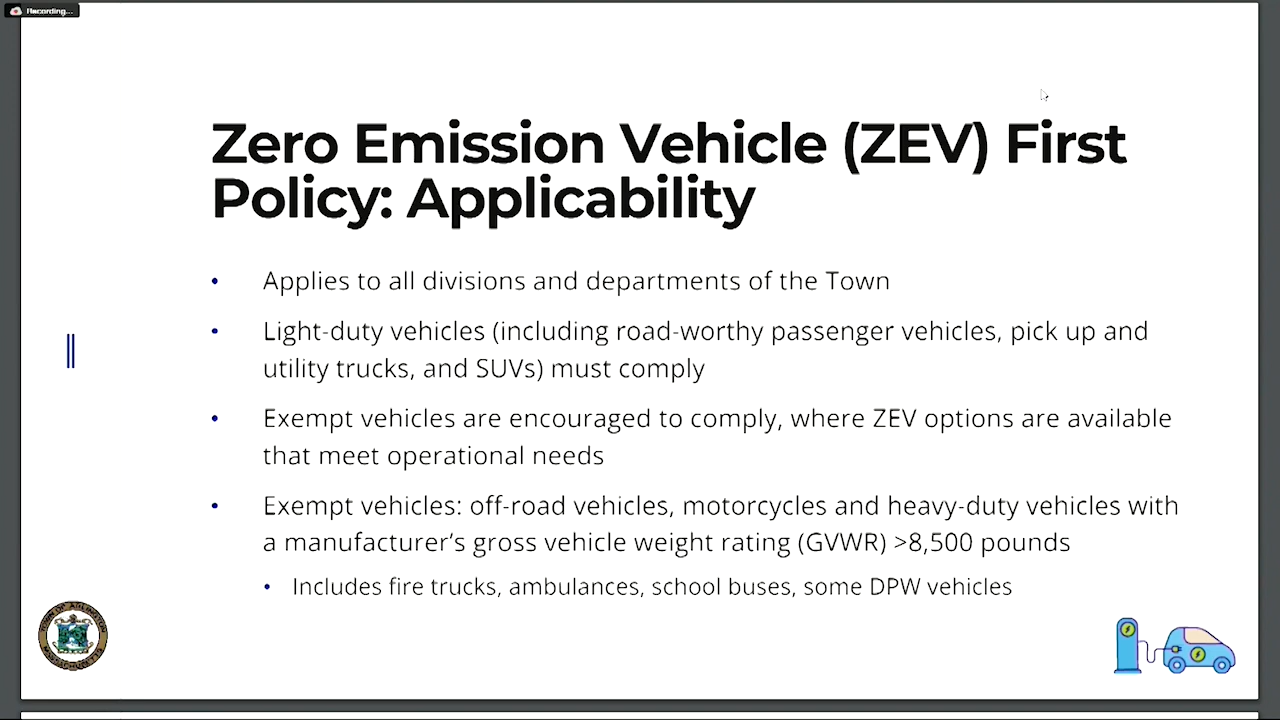 Recording...
Zero Emission Vehicle (ZEV) First
Policy: Applicability
• Applies to all divisions and departments of the Town
• Light-duty vehicles (including road-worthy passenger vehicles, pick up and
utility trucks, and SUVs) must comply
• Exempt vehicles are encouraged to comply, where ZEV options are available
that meet operational needs
• Exempt vehicles: off-road vehicles, motorcycles and heavy-duty vehicles with
a manufacturer’s gross vehicle weight rating (GVWR) >8,500 pounds
• Includes fire trucks, ambulances, school buses, some DPW vehicles
TOWN OF ARLINGTON
MASSACHUSETTS